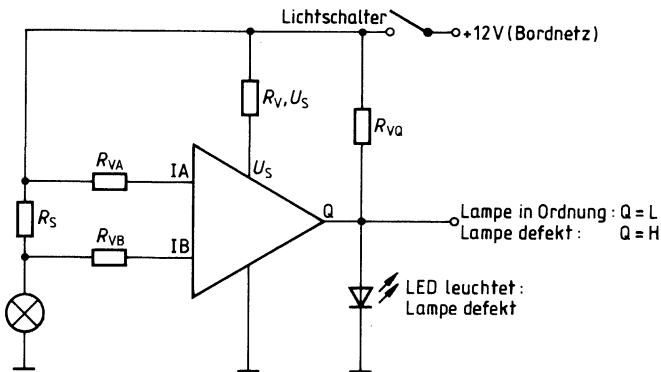 Lichtschalter
+12V (Bordnetz)
RV, US
RVQ
RVA
IA
US
RS
RVB
IB
Q
Lampe in Ordnung: Q = L
Lampe defekt: Q = H
LED leuchtet:
Lampe defekt